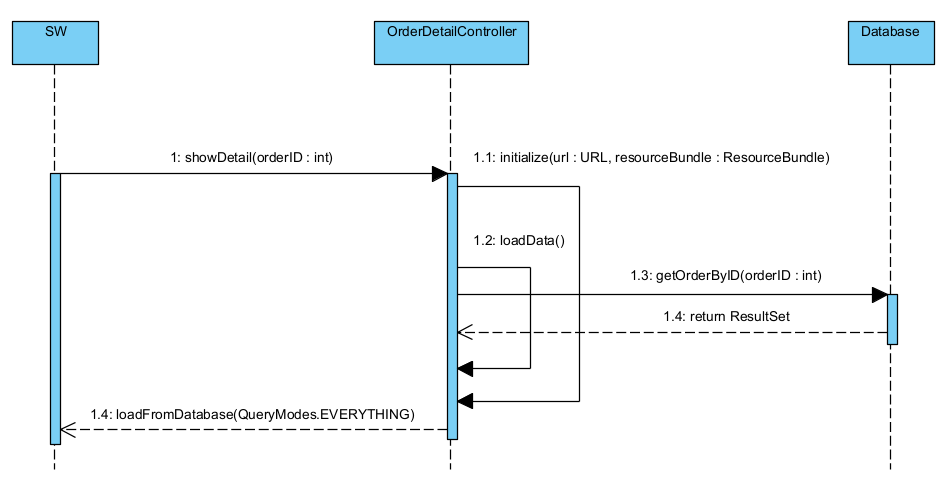 SW
OrderDetailController
Database
1: showDetail(orderID : int)
1.1: initialize(url : URL, resourceBundle : ResourceBundle)
1.2: loadData()
1.3: getOrderByID(orderID : int)
1.4: return ResultSet
1.4: loadFromDatabase(QueryModes.EVERYTHING)